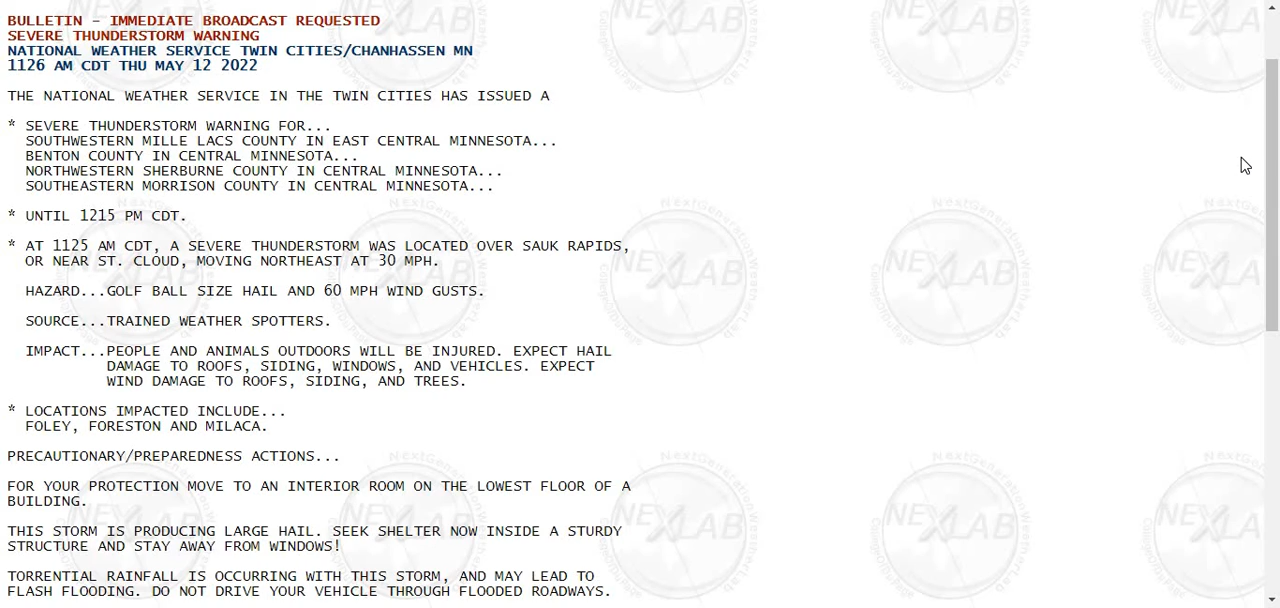 BULLETIN - IMMEDIATE BROADCAST REQUESTED
SEVERE THUNDERSTORM WARNING
NATIONAL WEATHER SERVICE TWIN CITIES/CHANHASSEN MN
1126 AM CDT THU MAY 12 2022
THE NATIONAL WEATHER SERVICE IN THE TWIN CITIES HAS ISSUED A
* SEVERE THUNDERSTORM WARNING FOR...
SOUTHWESTERN MILLE LACS COUNTY IN EAST CENTRAL MINNESOTA...
BENTON COUNTY IN CENTRAL MINNESOTA...
NORTHWESTERN SHERBURNE COUNTY IN CENTRAL MINNESOTA...
SOUTHEASTERN MORRISON COUNTY IN CENTRAL MINNESOTA...
* UNTIL 1215 PM CDT.
* AT 1125 AM CDT, A SEVERE THUNDERSTORM WAS LOCATED OVER SAUK RAPIDS,
OR NEAR ST. CLOUD, MOVING NORTHEAST AT 30 MPH.
HAZARD...GOLF BALL SIZE HAIL AND 60 MPH WIND GUSTS.
SOURCE...TRAINED WEATHER SPOTTERS.
IMPACT...PEOPLE AND ANIMALS OUTDOORS WILL BE INJURED. EXPECT HAIL
DAMAGE TO ROOFS, SIDING, WINDOWS, AND VEHICLES. EXPECT
WIND DAMAGE TO ROOFS, SIDING, AND TREES.
* LOCATIONS IMPACTED INCLUDE...
FOLEY, FORESTON AND MILACA.
PRECAUTIONARY/PREPAREDNESS ACTIONS...
FOR YOUR PROTECTION MOVE TO AN INTERIOR ROOM ON THE LOWEST FLOOR OF A
BUILDING.
THIS STORM IS PRODUCING LARGE HAIL. SEEK SHELTER NOW INSIDE A STURDY
STRUCTURE AND STAY AWAY FROM WINDOWS!
TORRENTIAL RAINFALL IS OCCURRING WITH THIS STORM, AND MAY LEAD TO
FLASH FLOODING. DO NOT DRIVE YOUR VEHICLE THROUGH FLOODED ROADWAYS.